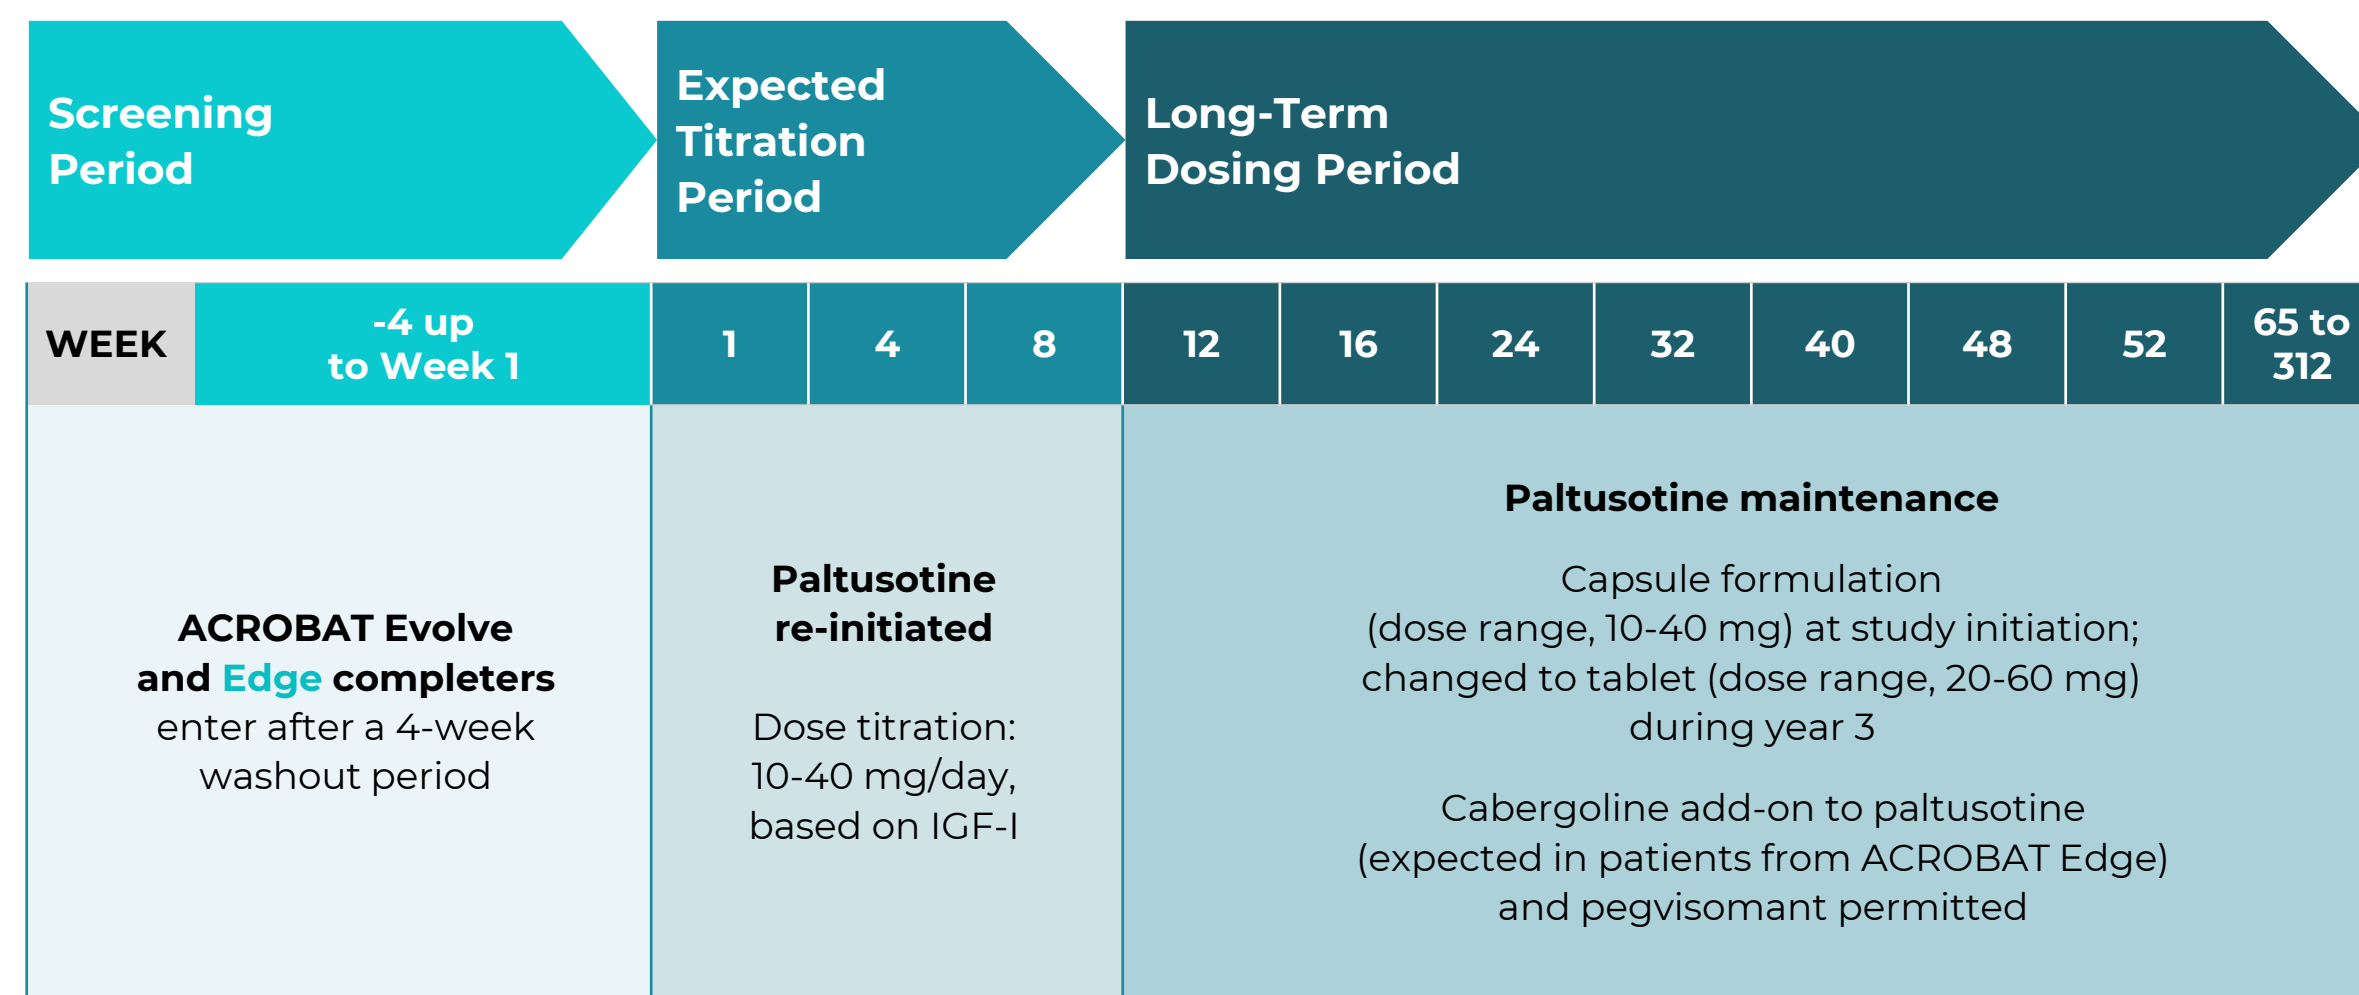 Screening
Period
Expected
Titration
Period
Long-Term
Dosing Period
WEEK
-4 up
to Week 1
1
4
8
12
16
24
32
40
48
52
65 to
312
ACROBAT Evolve
and Edge completers
enter after a 4-week
washout period
Paltusotine
re-initiated
Dose titration:
10-40 mg/day,
based on IGF-I
Paltusotine maintenance
Capsule formulation
(dose range, 10-40 mg) at study initiation;
changed to tablet (dose range, 20-60 mg)
during year 3
Cabergoline add-on to paltusotine
(expected in patients from ACROBAT Edge)
and pegvisomant permitted